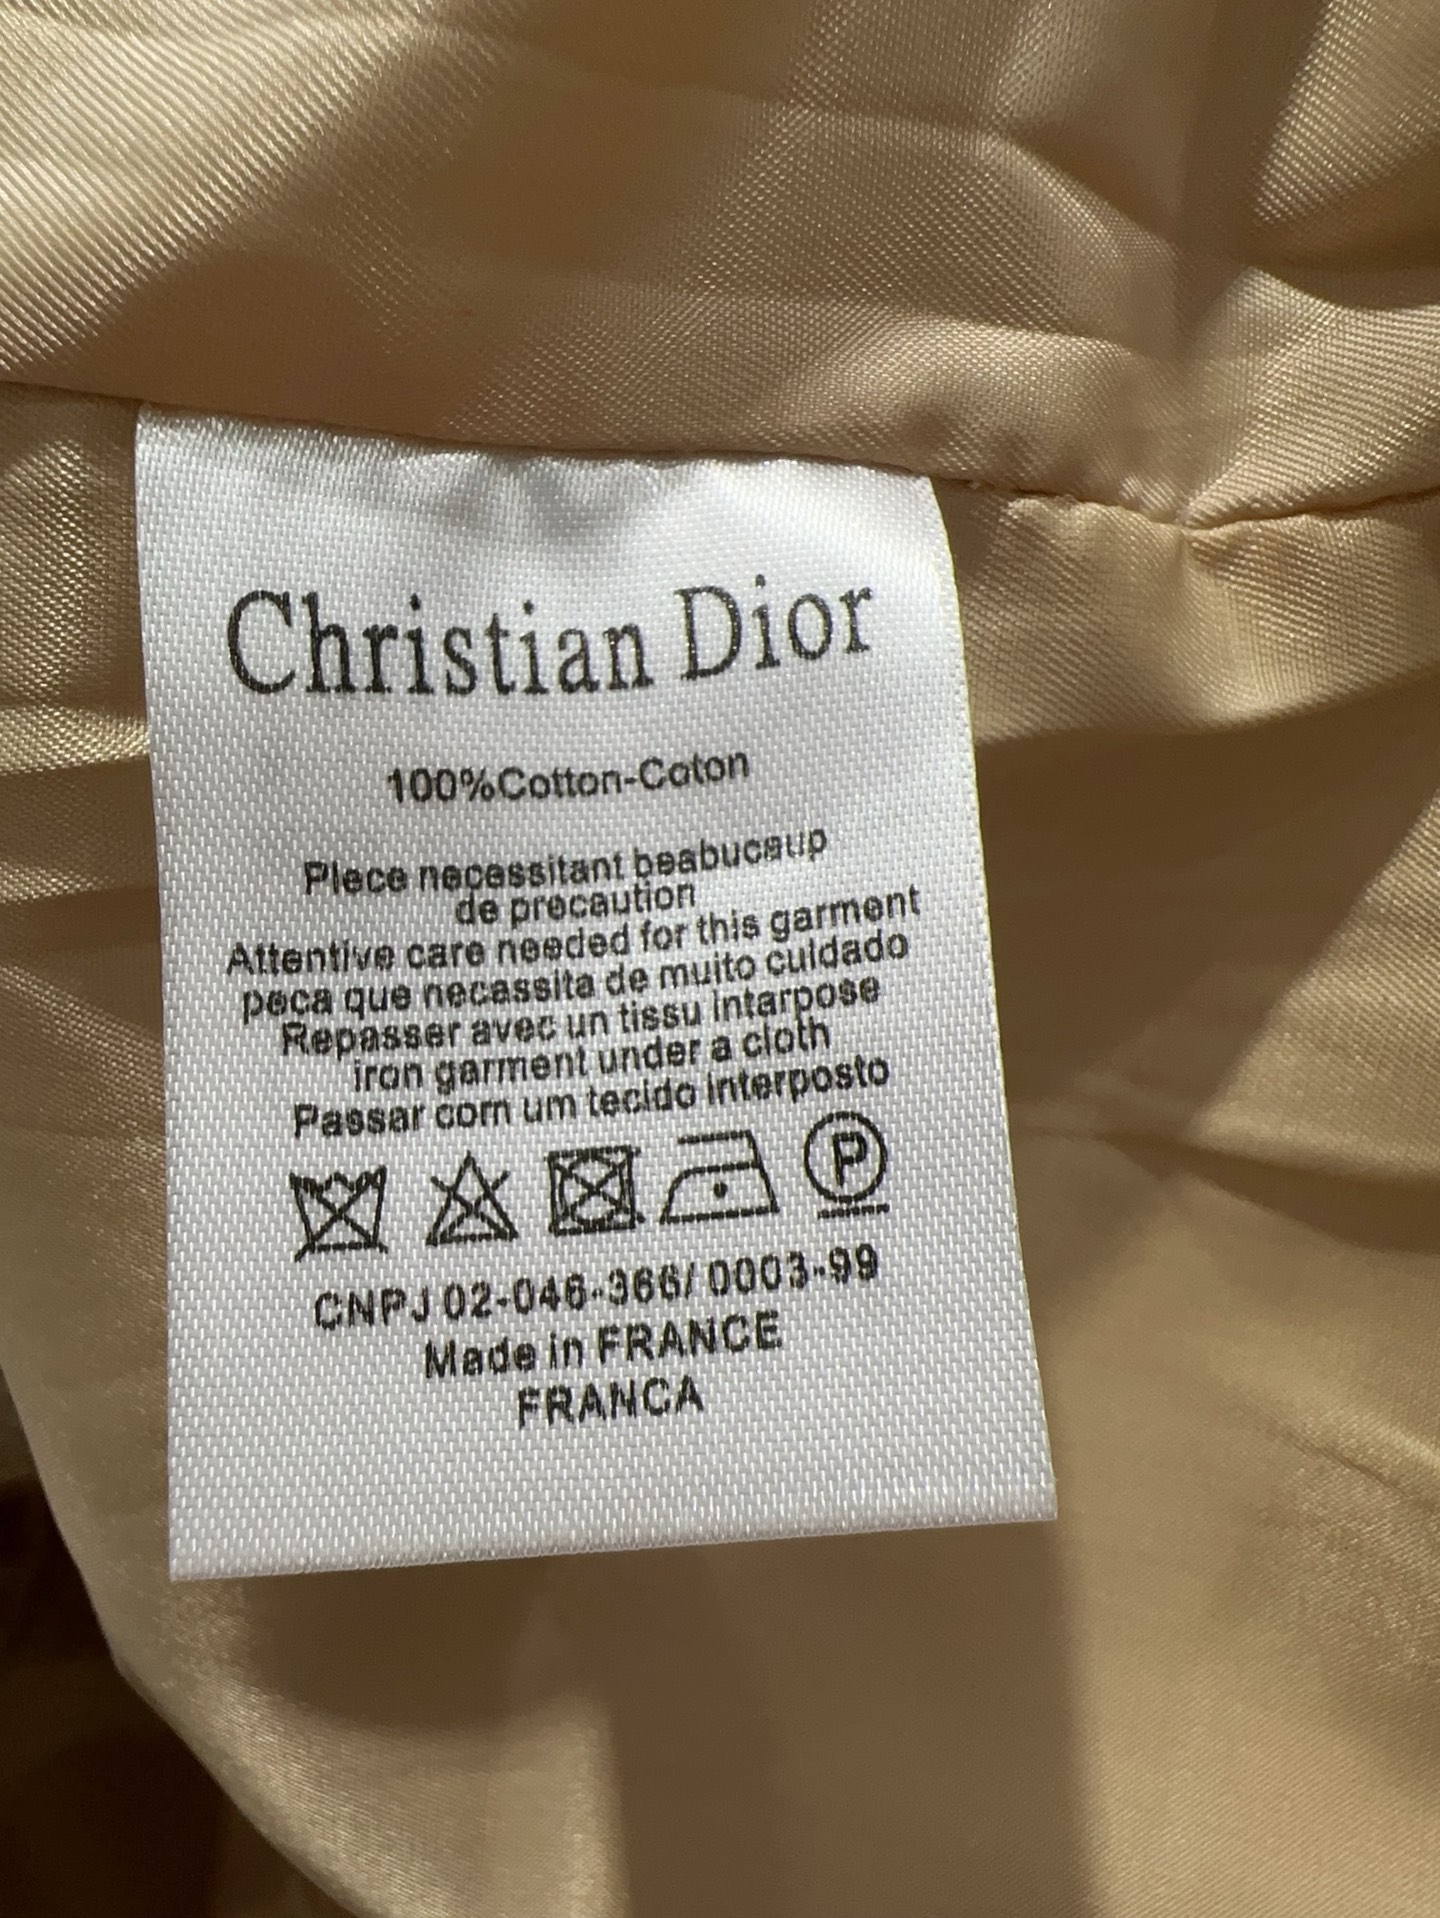 Christian Dior
100%Cotton-Coton
Piece necessitant beabucaup
de precaution
Attentive care needed for this garment
peca que necassita de muito cuidado
Repasser avec un tissu intarpose
iron garment under a cloth
Passar com um tecido interposto
P
CNPJ 02-046-366/ 0003-99
Made in FRANCE
FRANCA